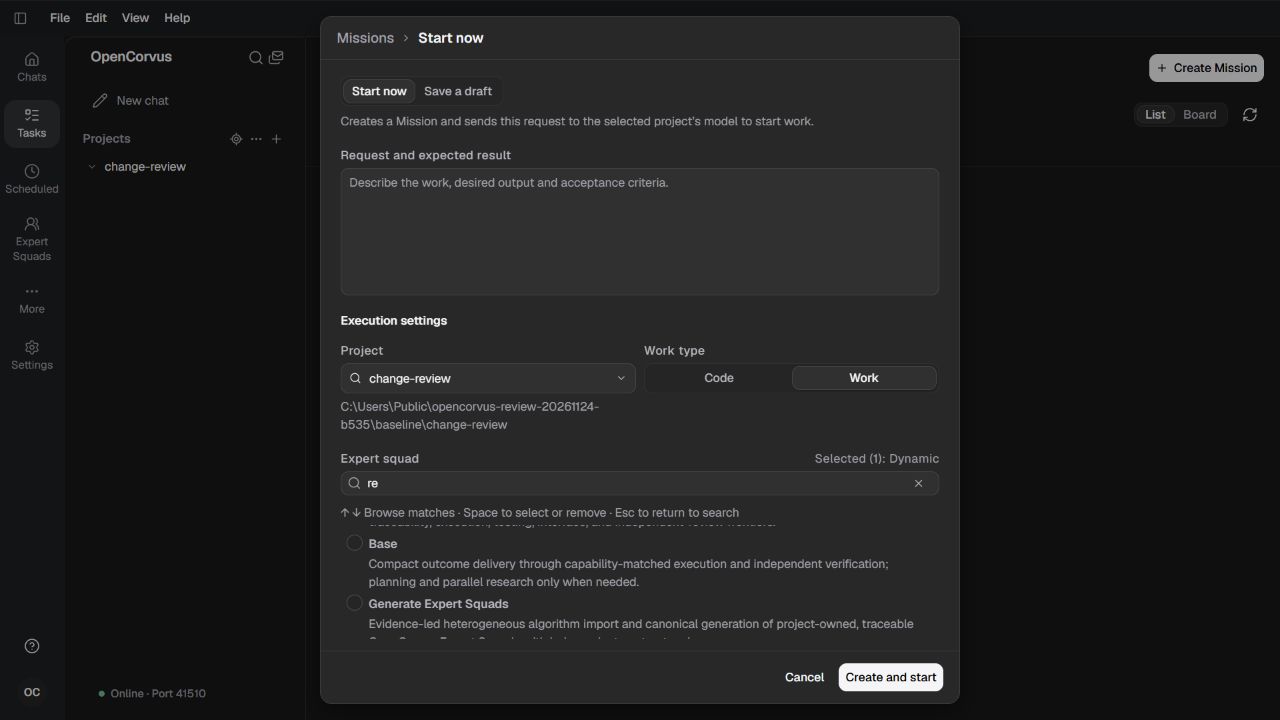 File Edit View Help
Chats
Tasks
Scheduled
Expert
Squads
More
Settings
OC
OpenCorvus
New chat
Projects
change-review
Online · Port 41510
Create Mission
List Board
Missions › Start now
Start now Save a draft
Creates a Mission and sends this request to the selected project's model to start work.
Request and expected result
Describe the work, desired output and acceptance criteria.
Execution settings
Project Work type
change-review Code Work
C:\Users\Public\opencorvus-review-20261124-
b535\baseline\change-review
Expert squad Selected (1): Dynamic
re
↑↓ Browse matches · Space to select or remove · Esc to return to search
Base
Compact outcome delivery through capability-matched execution and independent verification;
planning and parallel research only when needed.
Generate Expert Squads
Evidence-led heterogeneous algorithm import and canonical generation of project-owned, traceable
Cancel Create and start